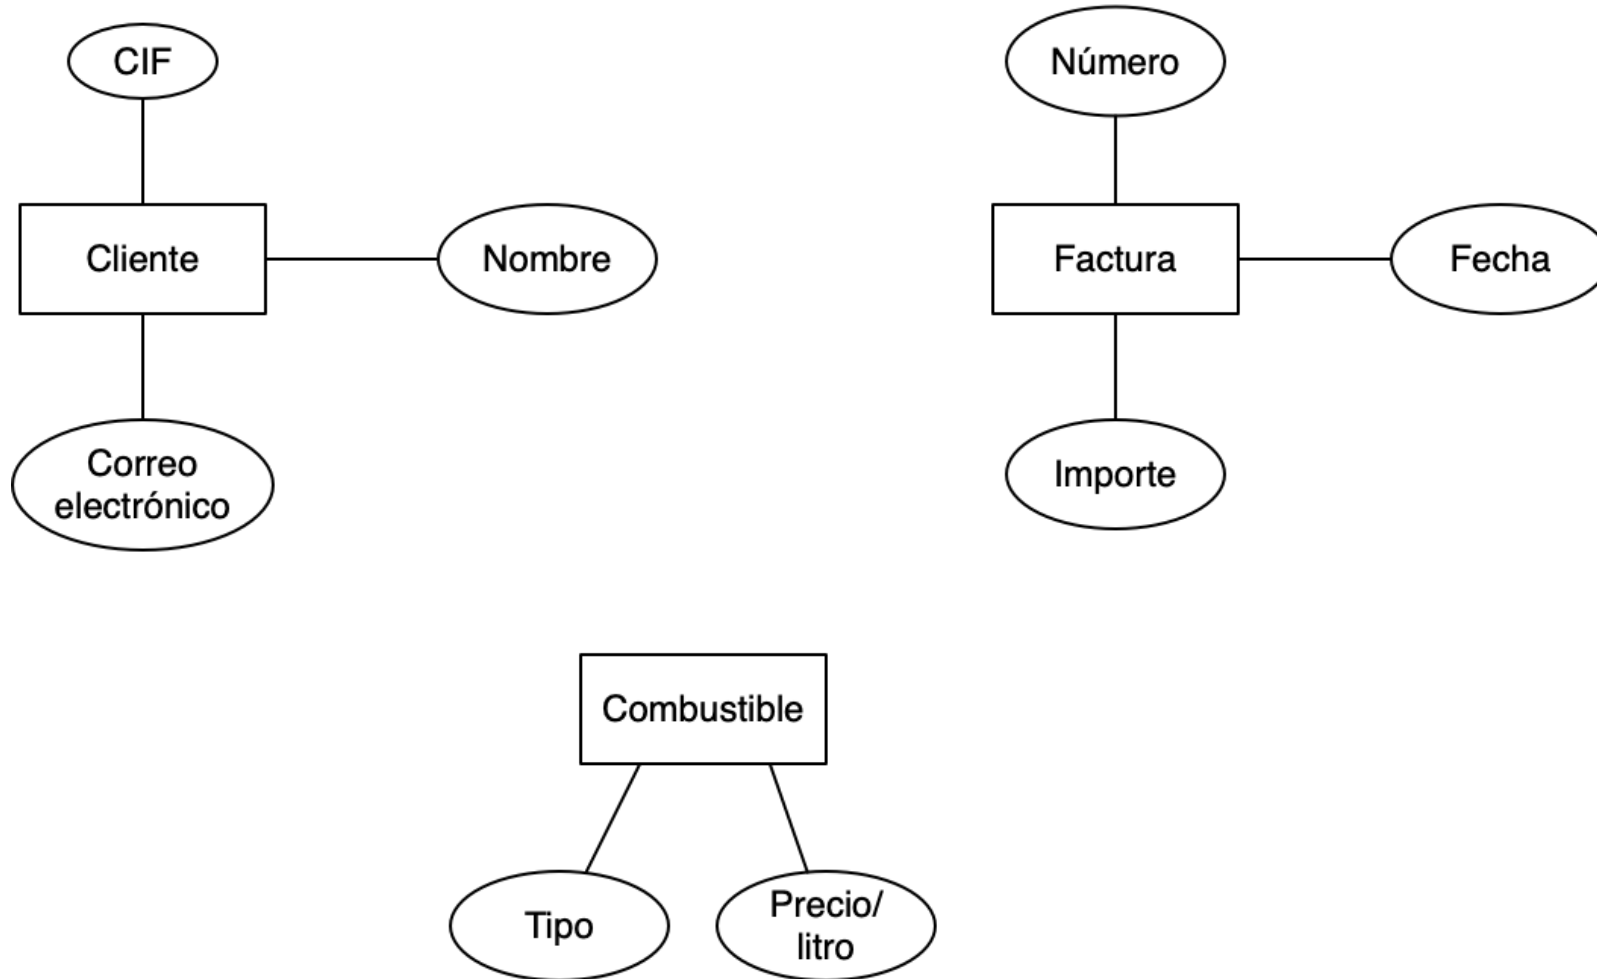 CIF
Número
Cliente
Nombre
Factura
Fecha
Correo
electrónico
Importe
Combustible
Tipo
Precio/
litro